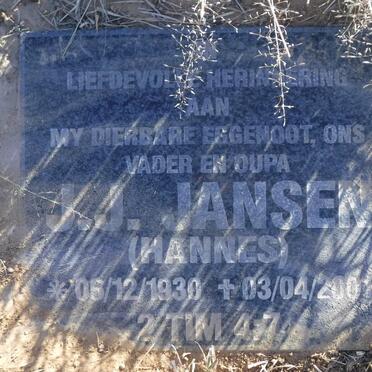 LIEFDEVOLLE HERINNERING
AAN
MY DIERBARE EGGENOOT, ONS
VADER EN OUPA
J.J. JANSEN
(HANNES)
* 05/12/1930 † 03/04/200
2 TIM 4:7